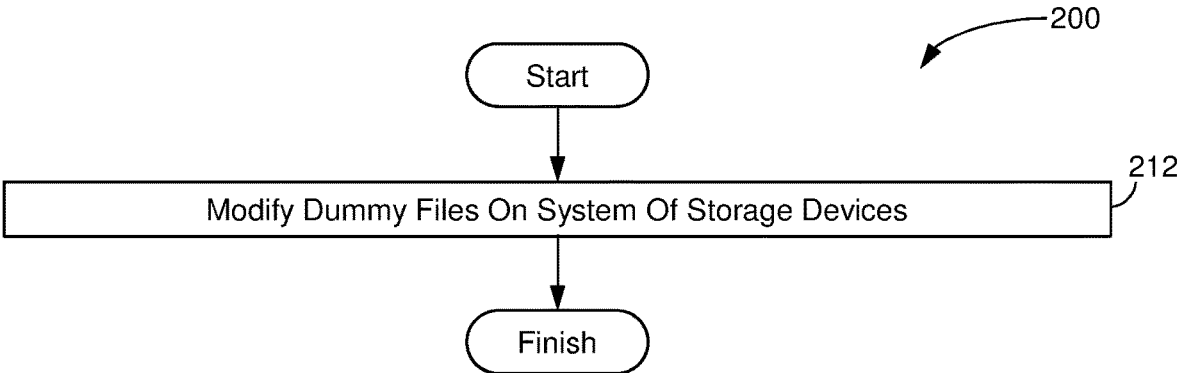 200
Start
212
Modify Dummy Files On System Of Storage Devices
Finish